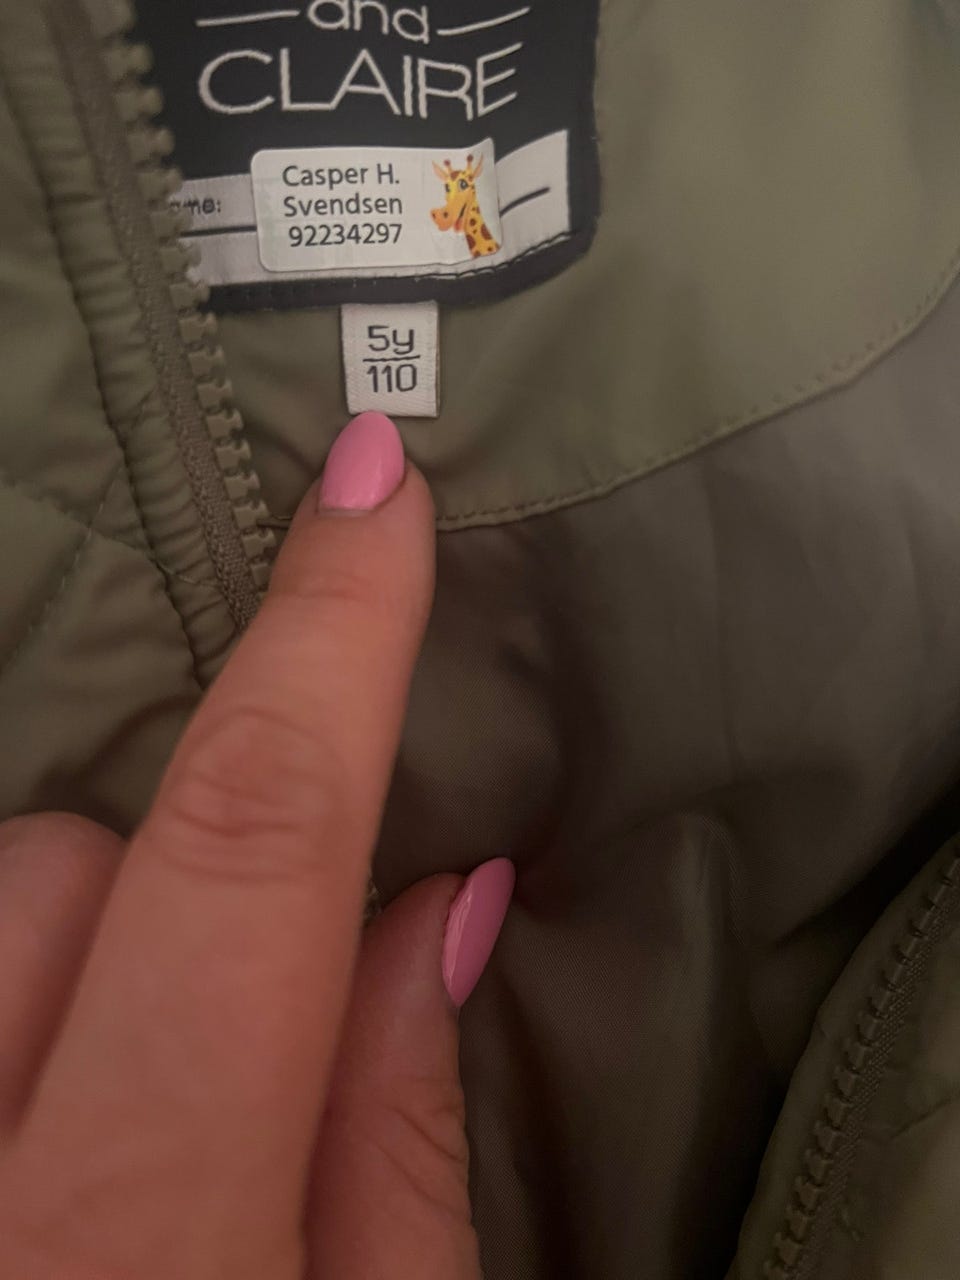 and
CLAIRE
Casper H.
Svendsen
92234297
5y
110